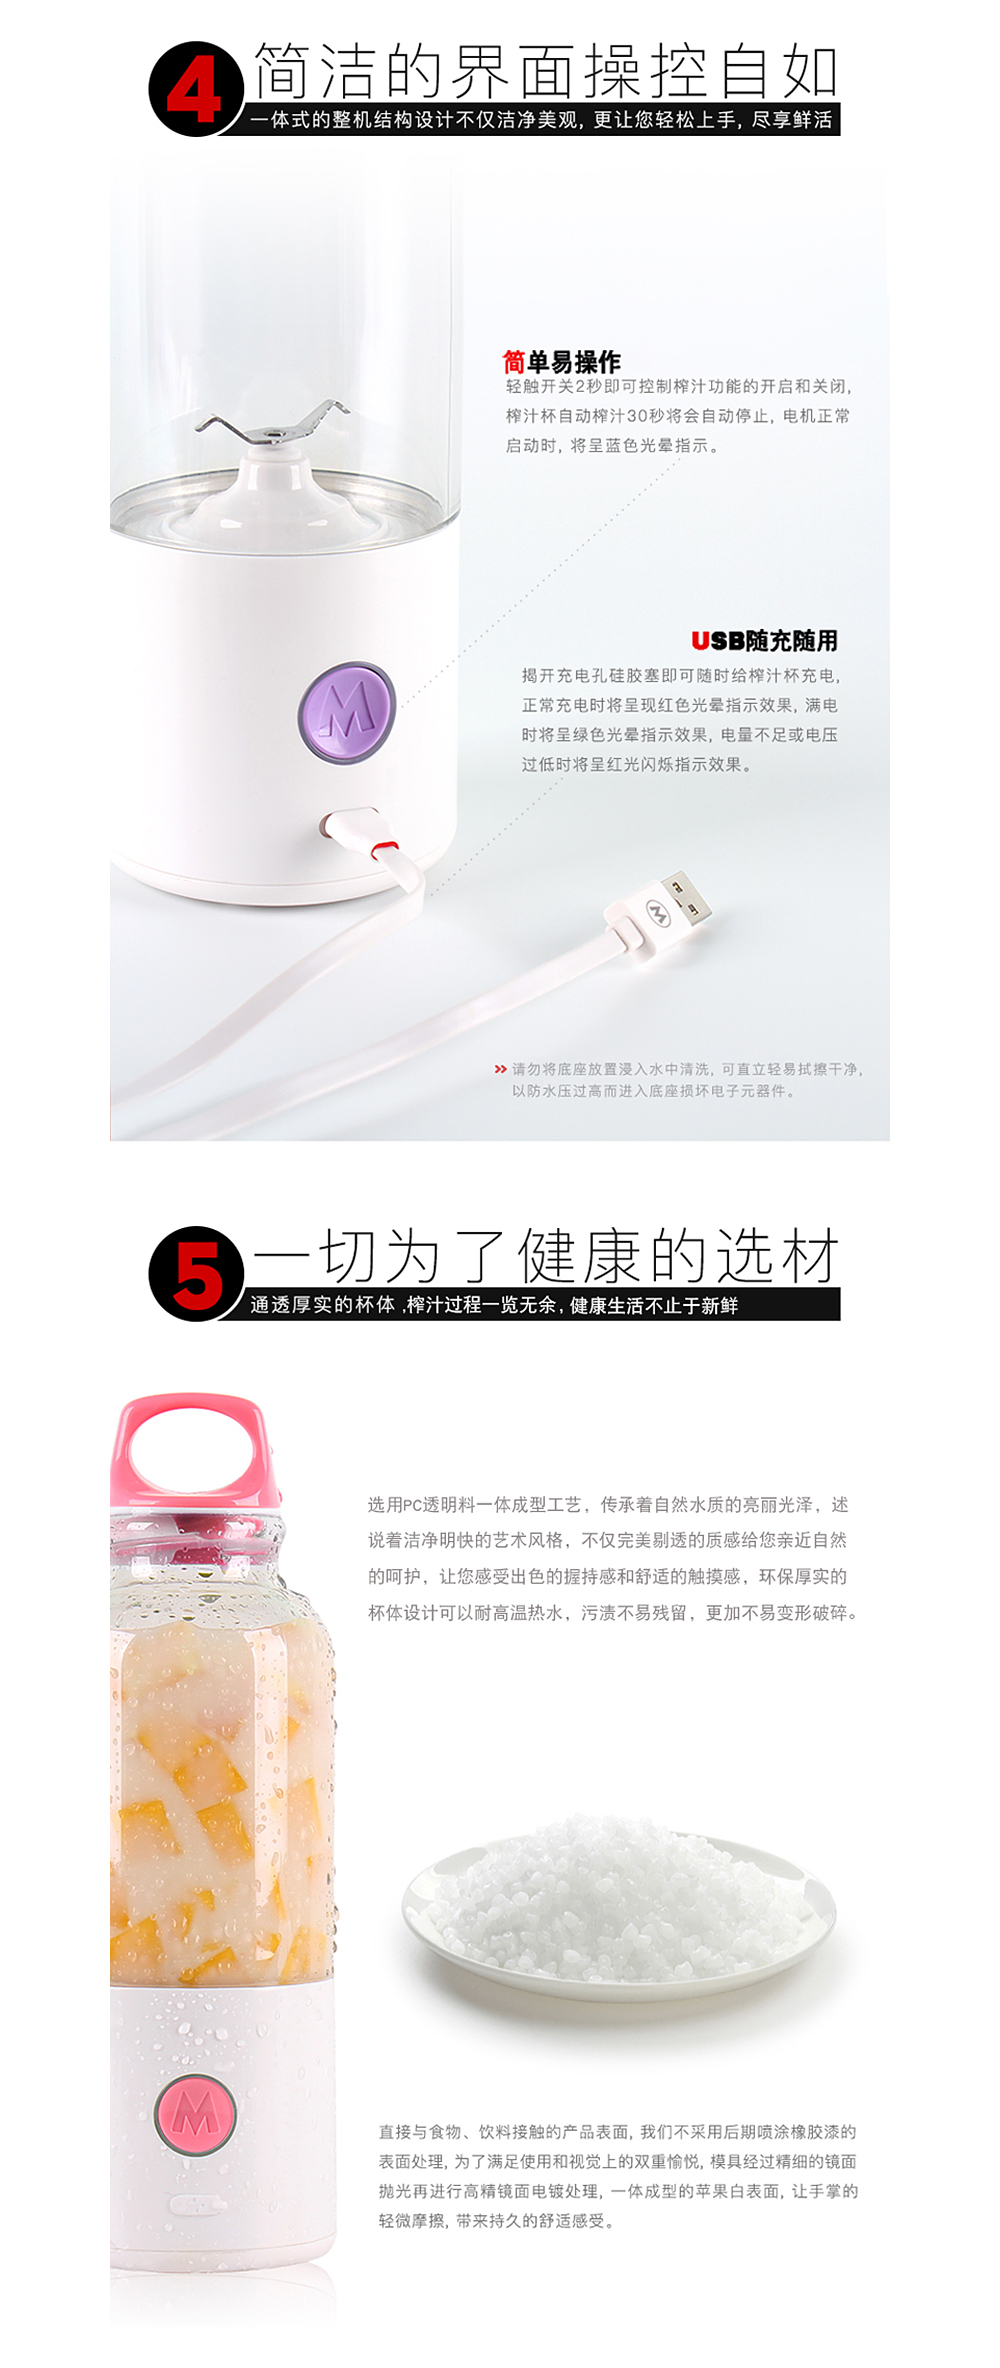 4
简洁的界面操控自如
一体式的整机结构设计不仅洁净美观, 更让您轻松上手, 尽享鲜活
简单易操作
轻触开关2秒即可控制榨汁功能的开启和关闭,
榨汁杯自动榨汁30秒将会自动停止, 电机正常
启动时, 将呈蓝色光晕指示。
USB随充随用
揭开充电孔硅胶塞即可随时给榨汁杯充电,
正常充电时将呈现红色光晕指示效果, 满电
时将呈绿色光晕指示效果, 电量不足或电压
过低时将呈红光闪烁指示效果。
M
M
» 请勿将底座放置浸入水中清洗, 可直立轻易拭擦干净,
以防水压过高而进入底座损坏电子元器件。
5
一切为了健康的选材
通透厚实的杯体 ,榨汁过程一览无余, 健康生活不止于新鲜
选用PC透明料一体成型工艺，传承着自然水质的亮丽光泽，述
说着洁净明快的艺术风格，不仅完美剔透的质感给您亲近自然
的呵护，让您感受出色的握持感和舒适的触摸感，环保厚实的
杯体设计可以耐高温热水，污渍不易残留，更加不易变形破碎。
M
直接与食物、饮料接触的产品表面, 我们不采用后期喷涂橡胶漆的
表面处理, 为了满足使用和视觉上的双重愉悦, 模具经过精细的镜面
抛光再进行高精镜面电镀处理, 一体成型的苹果白表面, 让手掌的
轻微摩擦, 带来持久的舒适感受。